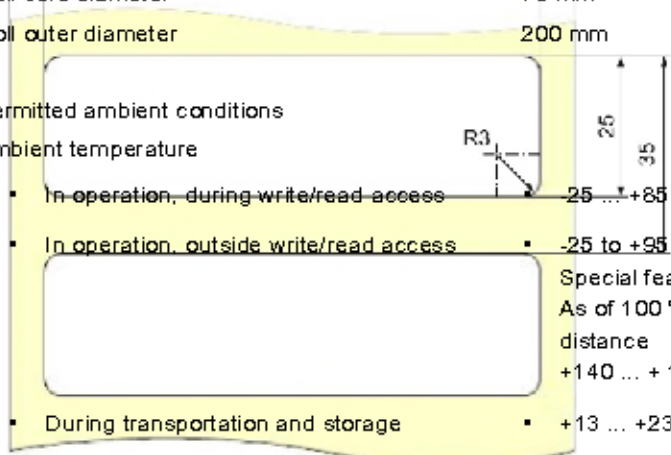 oll outer diameter 200 mm
ermitted ambient conditions
mbient temperature
R3
25
35
▪ In operation, during write/read access ▪ -25 ... +85
▪ In operation, outside write/read access ▪ -25 to +95
Special fea
As of 100
distance
+140 ... +
▪ During transportation and storage ▪ +13 ... +23